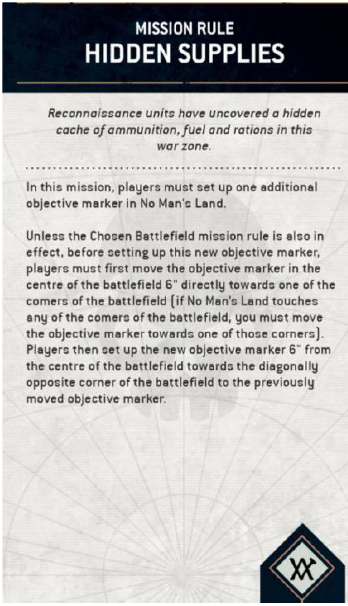 MISSION RULE
HIDDEN SUPPLIES
Reconnaissance units have uncovered a hidden
cache of ammunition, fuel and rations in this
war zone.
In this mission, players must set up one additional
objective marker in No Man's Land.
Unless the Chosen Battlefield mission rule is also in
effect, before setting up this new objective marker,
players must first move the objective marker in the
centre of the battlefield 6" directly towards one of the
corners of the battlefield (if No Man's Land touches
any of the corners of the battlefield, you must move
the objective marker towards one of those corners).
Players then set up the new objective marker 6" from
the centre of the battlefield towards the diagonally
opposite corner of the battlefield to the previously
moved objective marker.